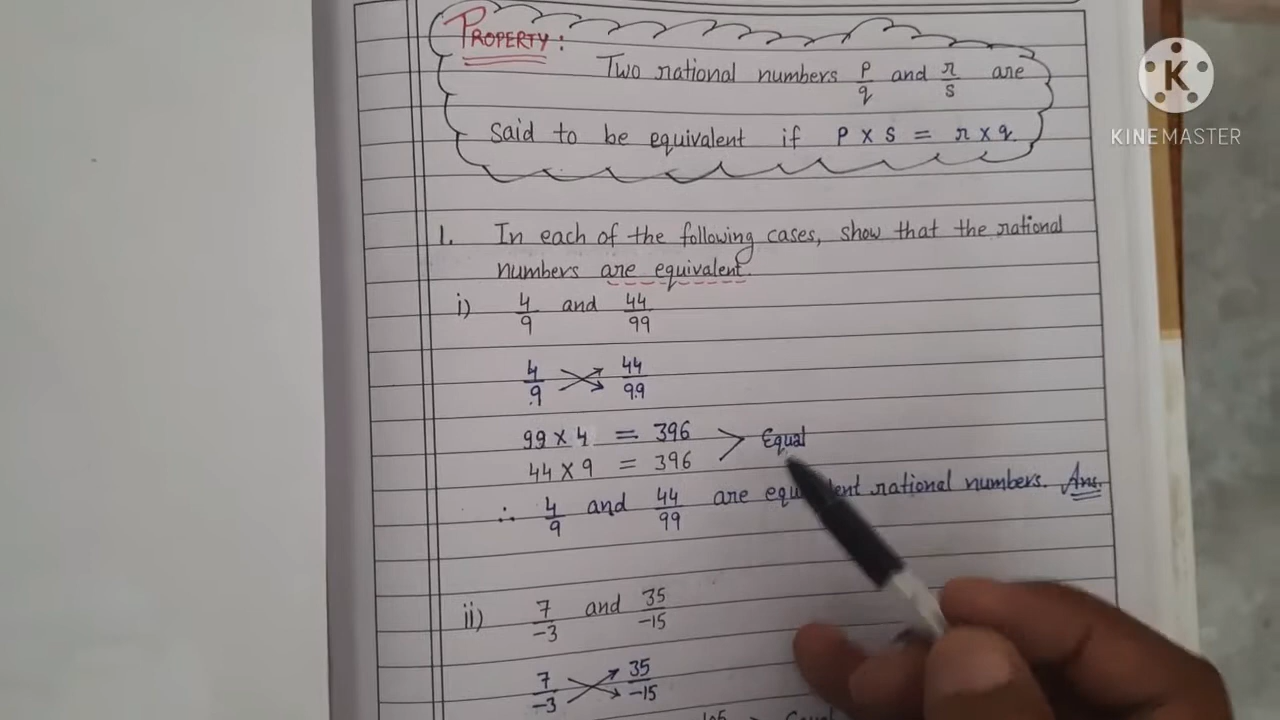 PROPERTY:
Two rational numbers p/q and r/s are
said to be equivalent if p × s = r × q
1. In each of the following cases, show that the rational
numbers are equivalent.
i) 4/9 and 44/99
4/9 44/99
99 × 4 = 396
Equal
44 × 9 = 396
∴ 4/9 and 44/99 are equivalent rational numbers. Ans.
ii) 7/-3 and 35/-15
7/-3 35/-15
K
KINEMASTER